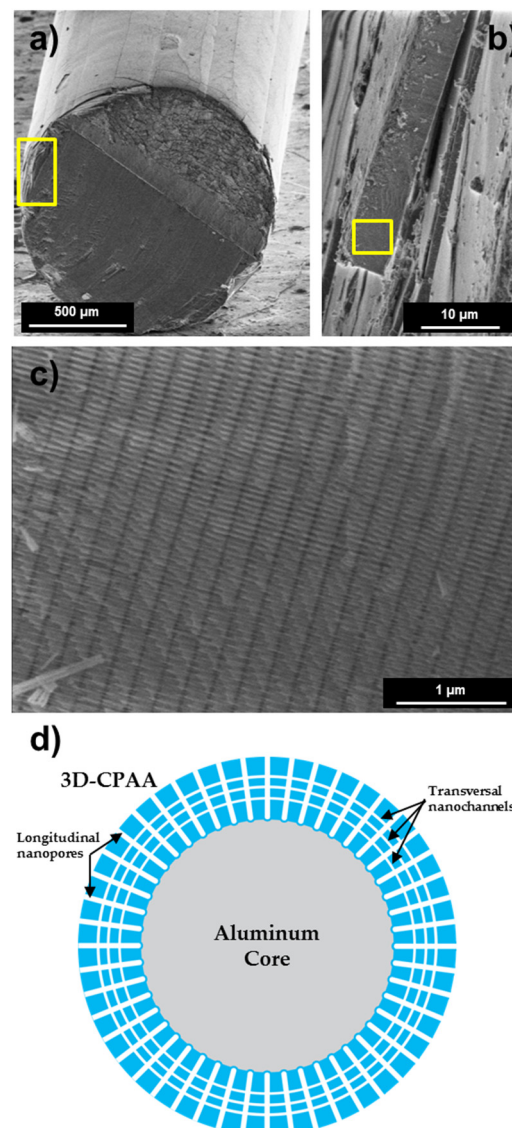 a)
b)
500 µm
10 µm
c)
1 µm
d)
3D-CPAA
Transversal
nanochannels
Longitudinal
nanopores
Aluminum
Core